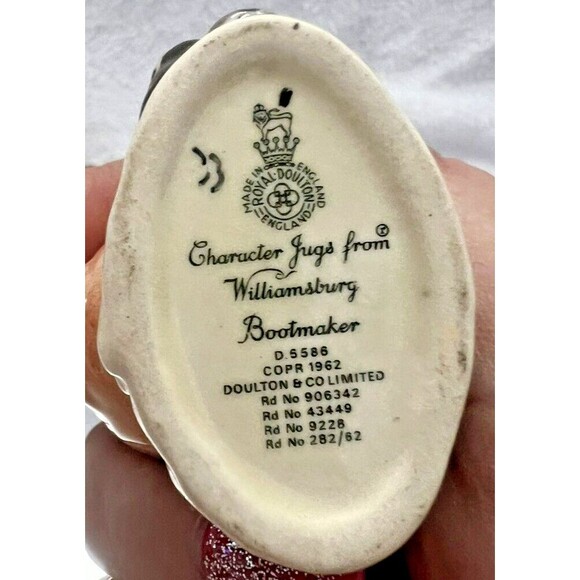 MADE IN ENGLAND
ROYAL·DOULTON
ENGLAND
Character Jugs from ®
Williamsburg
Bootmaker
D.6586
COPR 1962
DOULTON & CO LIMITED
Rd No 906342
Rd No 43449
Rd No 9228
Rd No 282/62